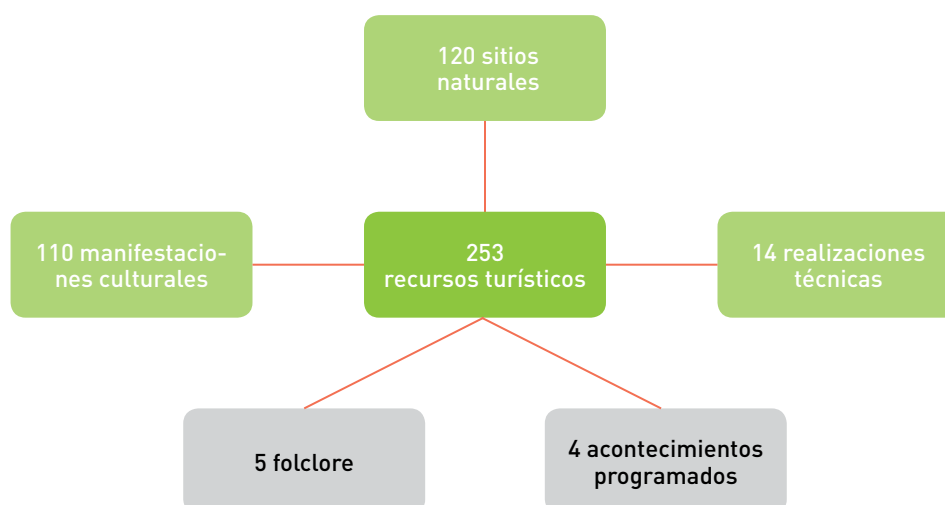 120 sitios
naturales
110 manifestacio-
nes culturales
253
recursos turísticos
14 realizaciones
técnicas
5 folclore
4 acontecimientos
programados